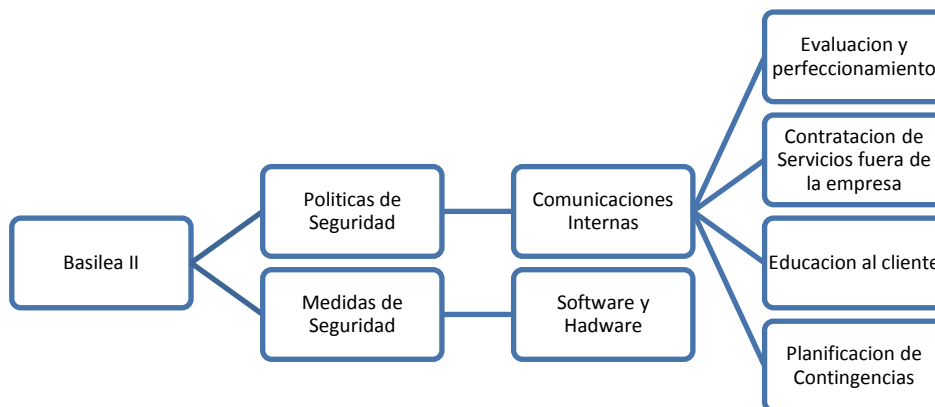 Basilea II
Politicas de
Seguridad
Medidas de
Seguridad
Comunicaciones
Internas
Software y
Hadware
Evaluacion y
perfeccionamiento
Contratacion de
Servicios fuera de
la empresa
Educacion al cliente
Planificacion de
Contingencias